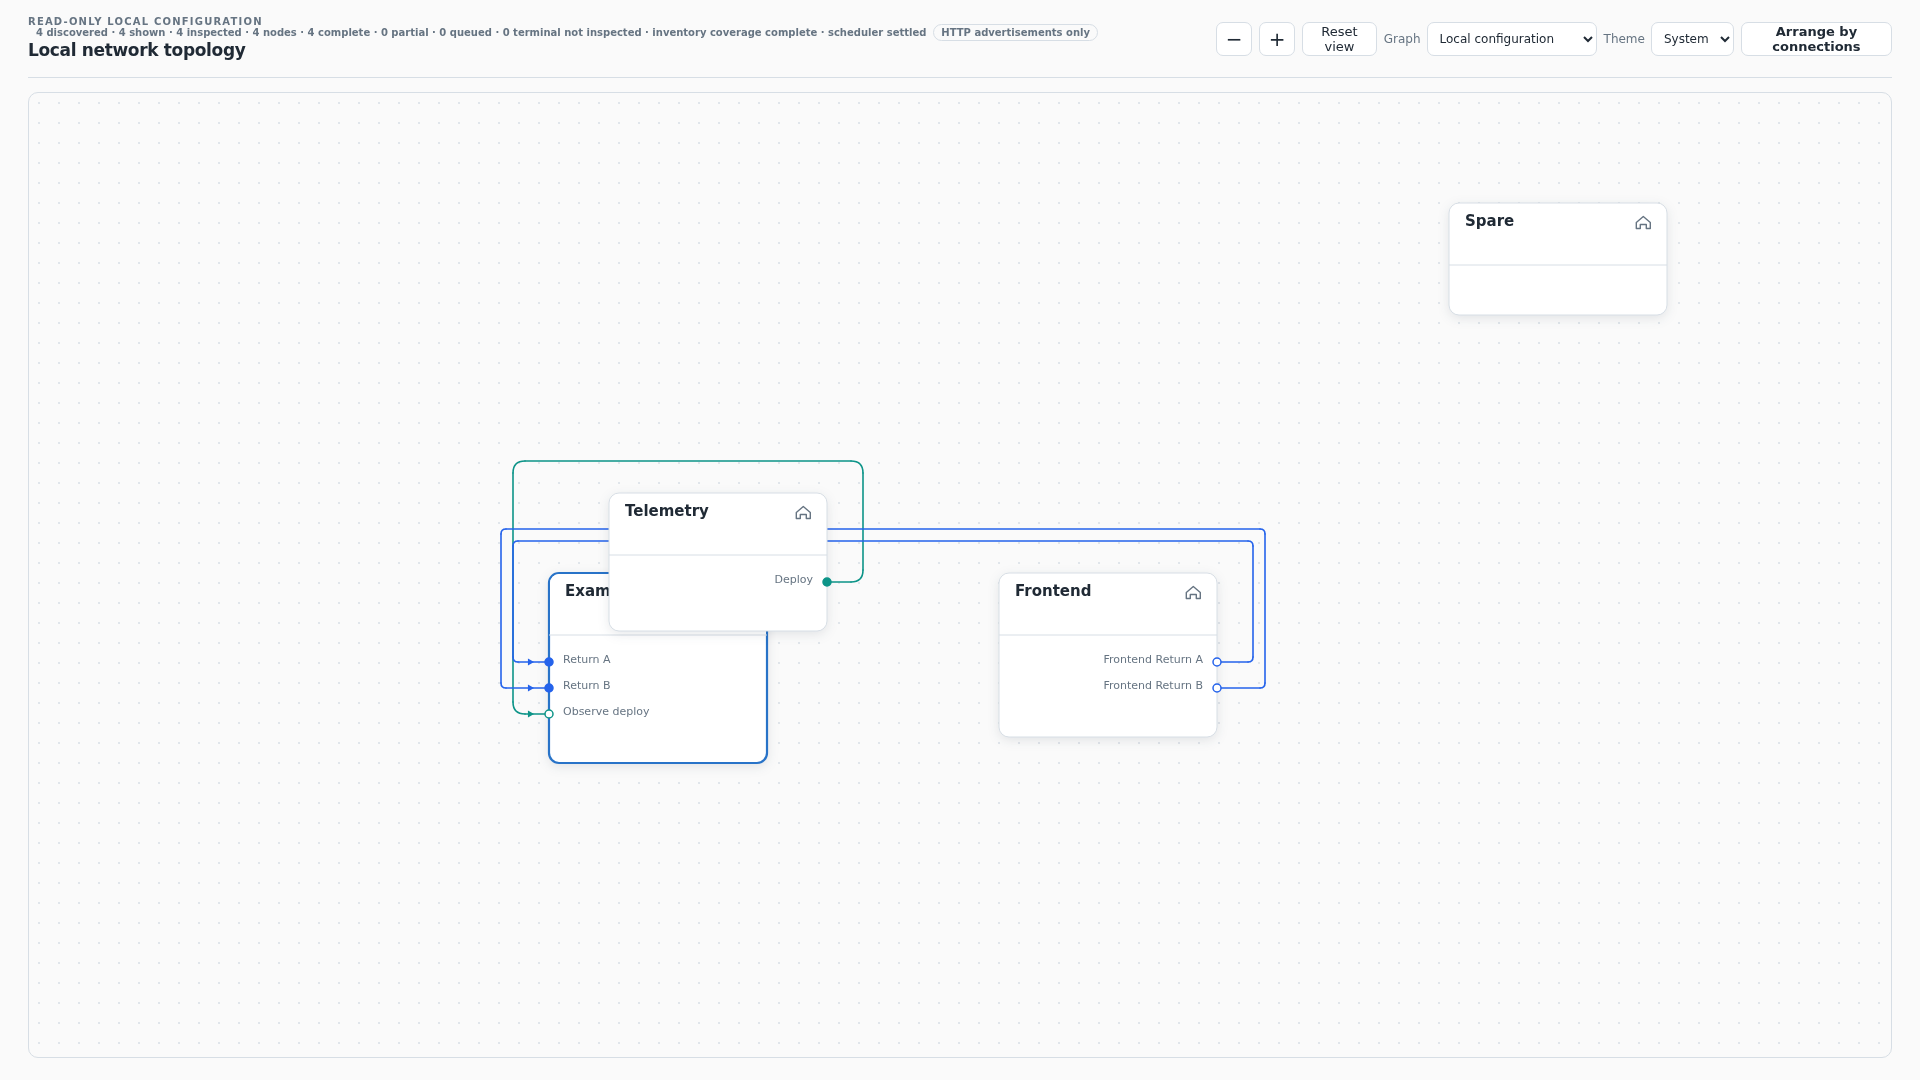 READ-ONLY LOCAL CONFIGURATION
4 discovered · 4 shown · 4 inspected · 4 nodes · 4 complete · 0 partial · 0 queued · 0 terminal not inspected · inventory coverage complete · scheduler settled HTTP advertisements only
Local network topology
− + Reset view Graph Local configuration Theme System Arrange by connections
Spare
Telemetry
Deploy
Exam
Return A
Return B
Observe deploy
Frontend
Frontend Return A
Frontend Return B